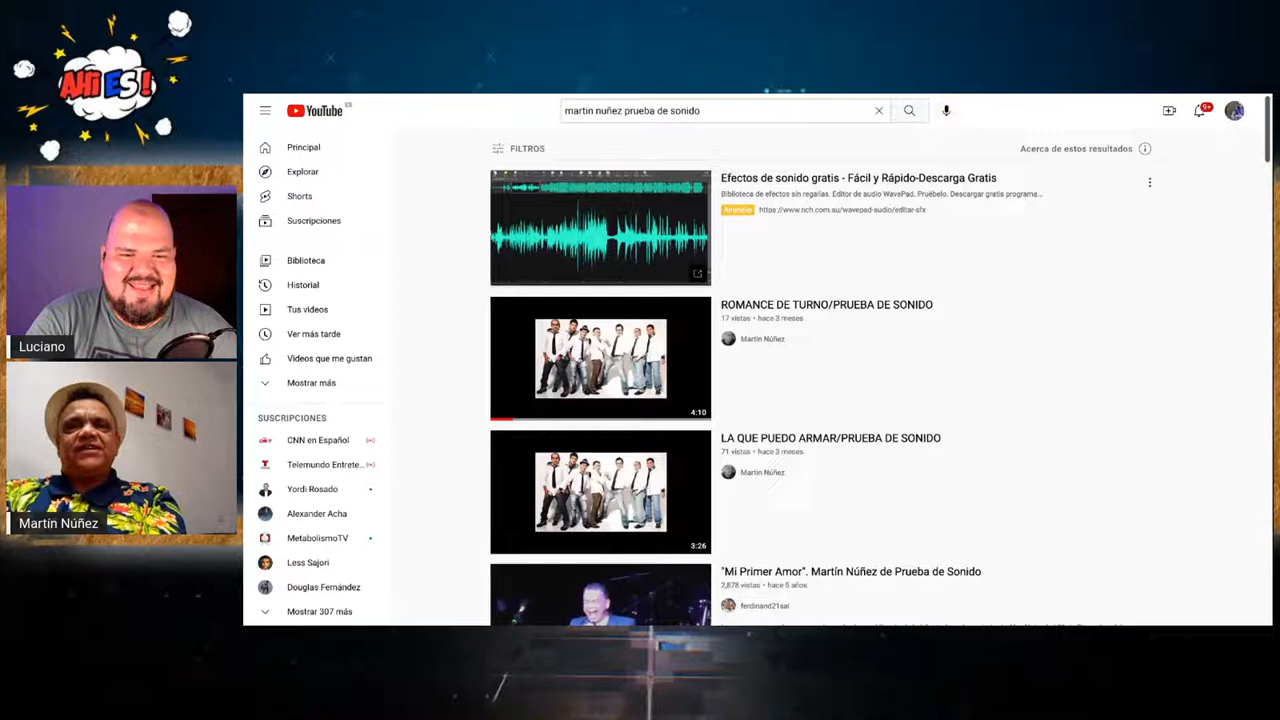 AHÍ ES!
YouTube
martin nuñez prueba de sonido
9+
Principal
Explorar
Shorts
Suscripciones
Biblioteca
Historial
Tus videos
Ver más tarde
Videos que me gustan
Mostrar más
SUSCRIPCIONES
CNN en Español
Telemundo Entrete...
Yordi Rosado
Alexander Acha
MetabolismoTV
Less Sajori
Douglas Fernández
Mostrar 307 más
FILTROS
Acerca de estos resultados
Efectos de sonido gratis - Fácil y Rápido-Descarga Gratis
Biblioteca de efectos sin regalías. Editor de audio WavePad. Pruébelo. Descargar gratis programa...
Anuncio https://www.nch.com.au/wavepad-audio/editar-sfx
ROMANCE DE TURNO/PRUEBA DE SONIDO
17 vistas • hace 3 meses
Martin Núñez
4:10
LA QUE PUEDO ARMAR/PRUEBA DE SONIDO
71 vistas • hace 3 meses
Martin Núñez
3:26
"Mi Primer Amor". Martín Núñez de Prueba de Sonido
2,878 vistas • hace 5 años
ferdinand21sal
Luciano
Martín Núñez